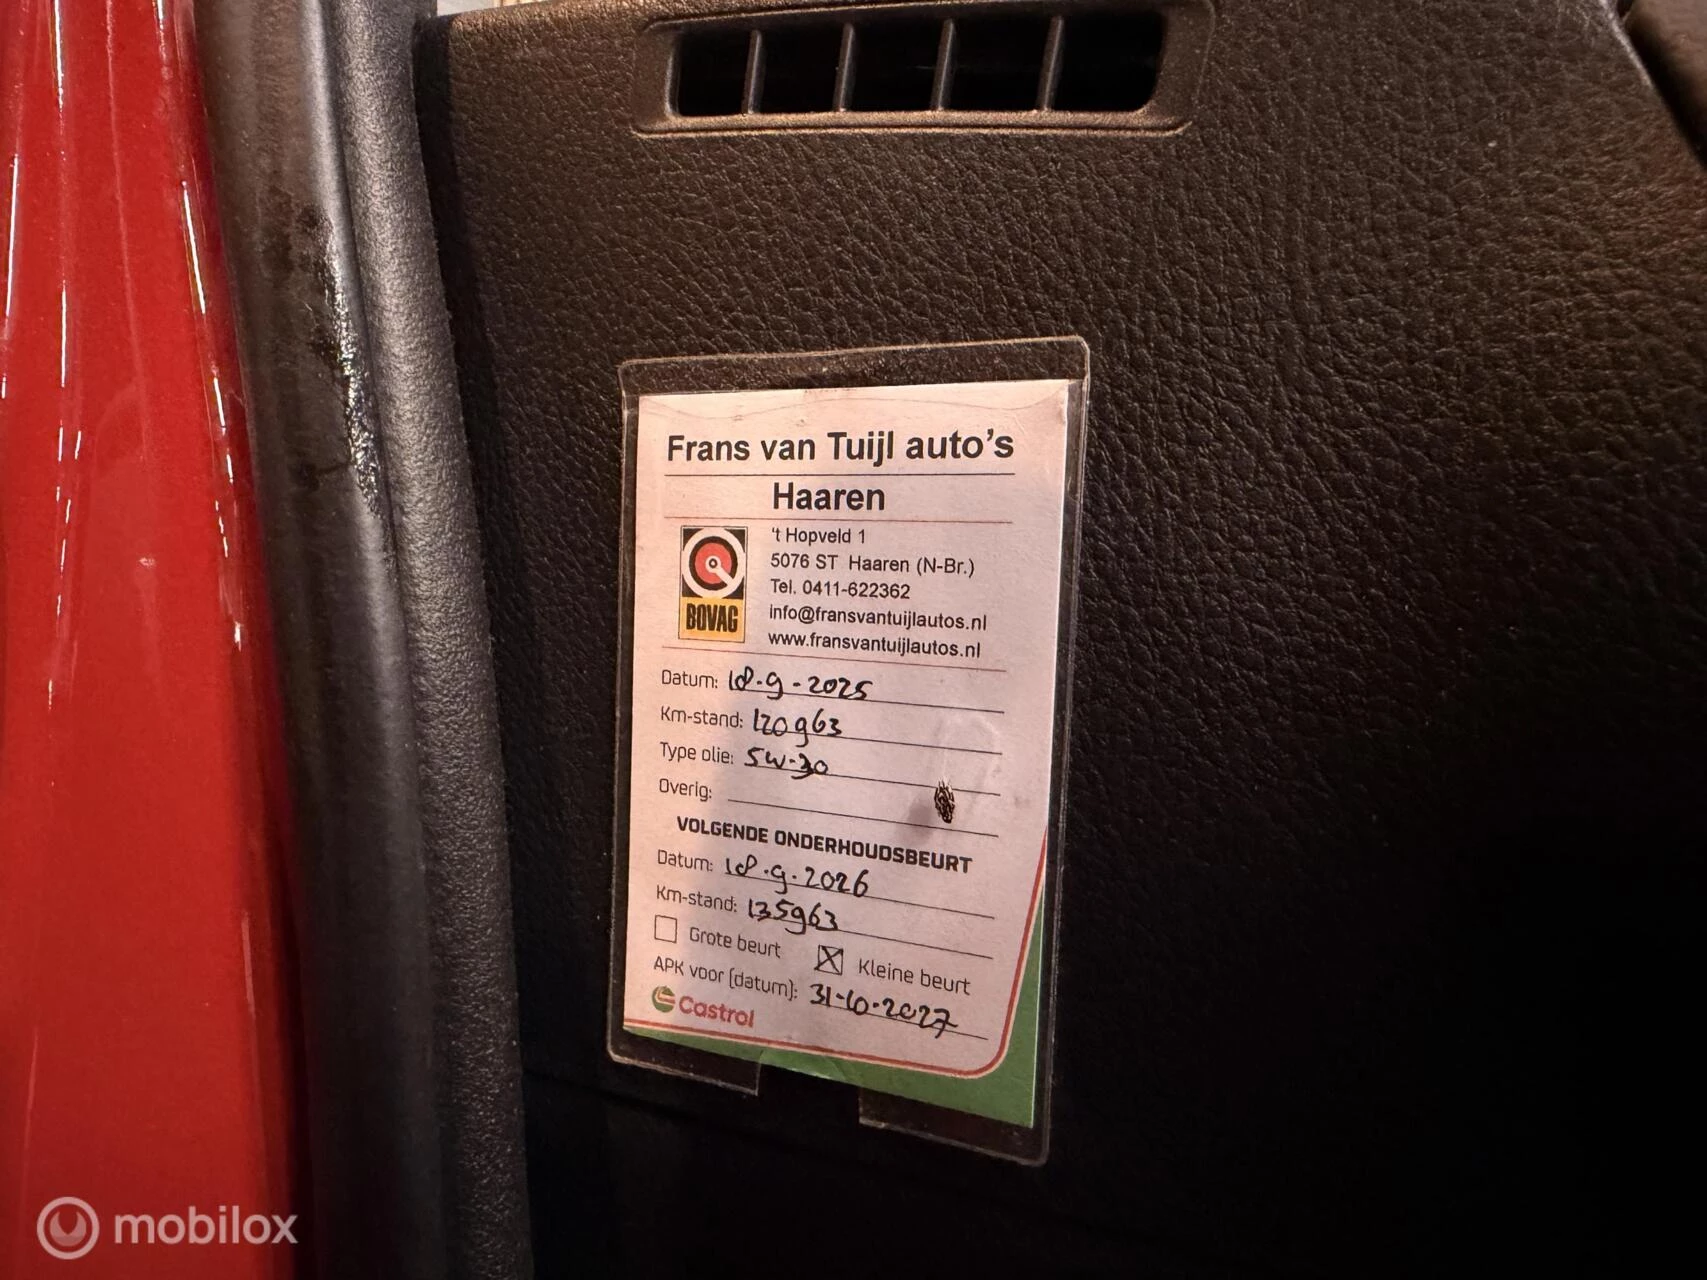 Frans van Tuijl auto's
Haaren
't Hopveld 1
5076 ST Haaren (N-Br.)
Tel. 0411-622362
info@fransvantuijlautos.nl
www.fransvantuijlautos.nl
BOVAG
Datum: 18-9-2025
Km-stand: 120963
Type olie: 5W-30
Overig:
VOLGENDE ONDERHOUDSBEURT
Datum: 18-9-2026
Km-stand: 135963
Grote beurt Kleine beurt
APK voor (datum): 31-10-2027
Castrol
mobilox